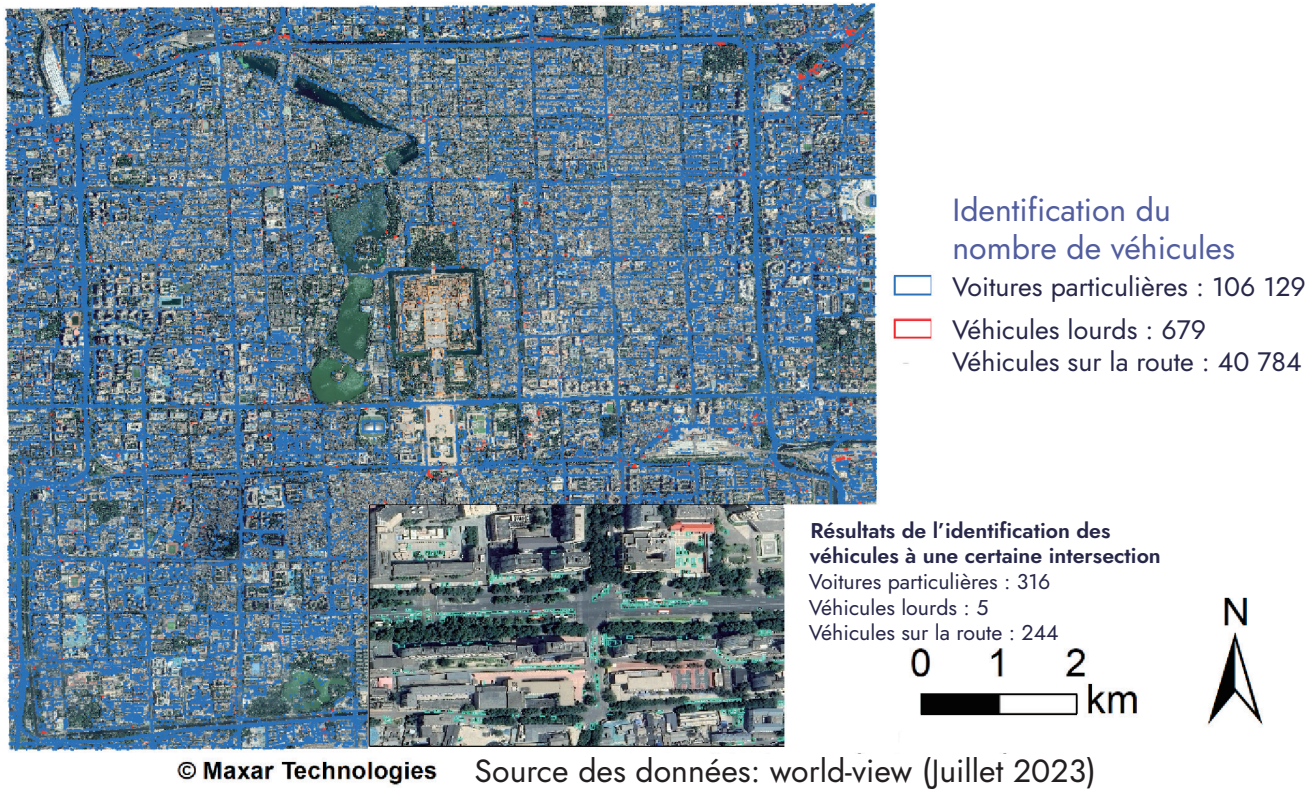 Identification du
nombre de véhicules
Voitures particulières : 106 129
Véhicules lourds : 679
Véhicules sur la route : 40 784
Résultats de l'identification des
véhicules à une certaine intersection
Voitures particulières : 316
Véhicules lourds : 5
Véhicules sur la route : 244
N
0 1 2
km
© Maxar Technologies Source des données: world-view (Juillet 2023)